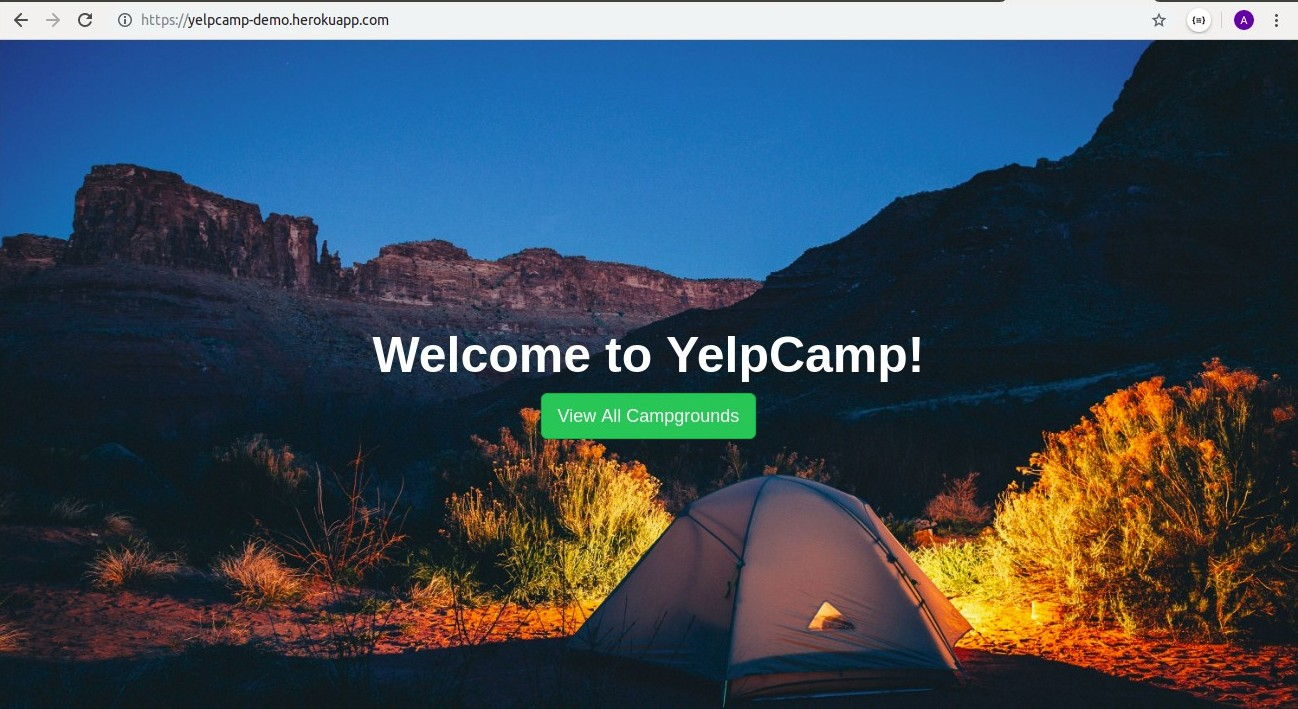 https://yelpcamp-demo.herokuapp.com
A
Welcome to YelpCamp!
View All Campgrounds